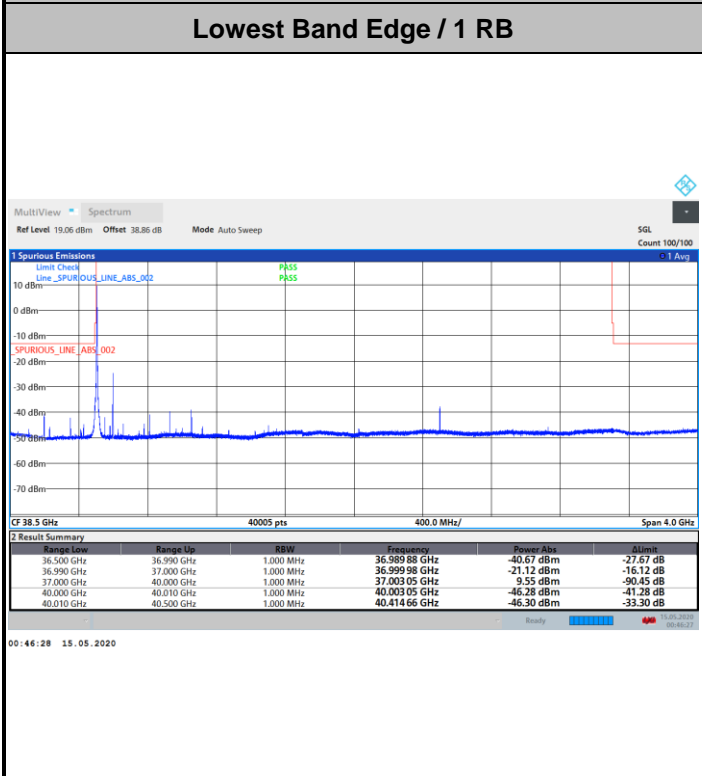 Lowest Band Edge / 1 RB
MultiView Spectrum
Ref Level 19.06 dBm Offset 38.86 dB Mode Auto Sweep SGL
Count 100/100
1 Spurious Emissions 1 Avg
Limit Check PASS
Line _SPURIOUS_LINE_ABS_002 PASS
10 dBm
0 dBm
-10 dBm
_SPURIOUS_LINE_ABS_002
-20 dBm
-30 dBm
-40 dBm
-50 dBm
-60 dBm
-70 dBm
CF 38.5 GHz 40005 pts 400.0 MHz/ Span 4.0 GHz
2 Result Summary
Range Low Range Up RBW Frequency Power Abs ΔLimit
36.500 GHz 36.990 GHz 1.000 MHz 36.989 88 GHz -40.67 dBm -27.67 dB
36.990 GHz 37.000 GHz 1.000 MHz 36.999 98 GHz -21.12 dBm -16.12 dB
37.000 GHz 40.000 GHz 1.000 MHz 37.003 05 GHz 9.55 dBm -90.45 dB
40.000 GHz 40.010 GHz 1.000 MHz 40.003 05 GHz -46.28 dBm -41.28 dB
40.010 GHz 40.500 GHz 1.000 MHz 40.414 66 GHz -46.30 dBm -33.30 dB
Ready 15.05.2020
00:46:27
00:46:28 15.05.2020